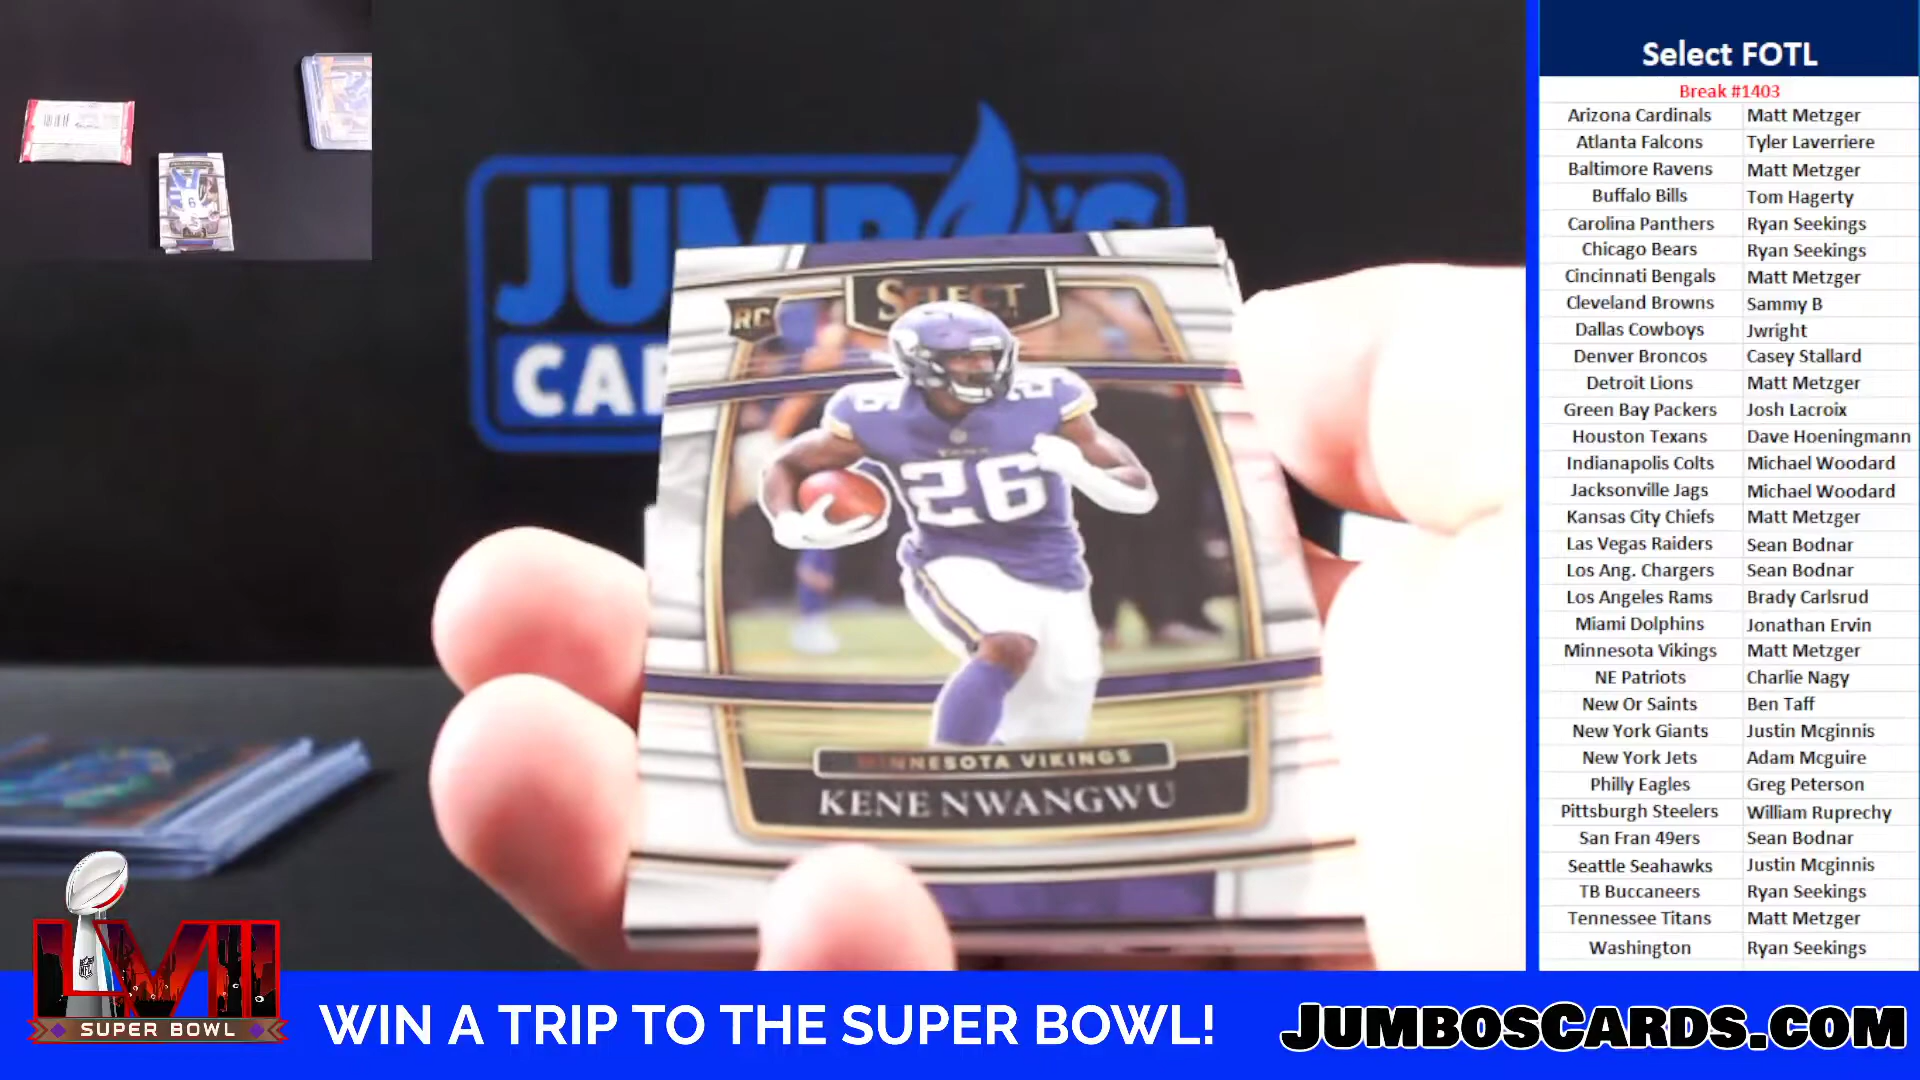 Select FOTL
Break #1403
Arizona Cardinals Matt Metzger
Atlanta Falcons Tyler Laverriere
Baltimore Ravens Matt Metzger
Buffalo Bills Tom Hagerty
Carolina Panthers Ryan Seekings
Chicago Bears Ryan Seekings
Cincinnati Bengals Matt Metzger
Cleveland Browns Sammy B
Dallas Cowboys Jwright
Denver Broncos Casey Stallard
Detroit Lions Matt Metzger
Green Bay Packers Josh Lacroix
Houston Texans Dave Hoeningmann
Indianapolis Colts Michael Woodard
Jacksonville Jags Michael Woodard
Kansas City Chiefs Matt Metzger
Las Vegas Raiders Sean Bodnar
Los Ang. Chargers Sean Bodnar
Los Angeles Rams Brady Carlsrud
Miami Dolphins Jonathan Ervin
Minnesota Vikings Matt Metzger
NE Patriots Charlie Nagy
New Or Saints Ben Taff
New York Giants Justin Mcginnis
New York Jets Adam Mcguire
Philly Eagles Greg Peterson
Pittsburgh Steelers William Ruprechy
San Fran 49ers Sean Bodnar
Seattle Seahawks Justin Mcginnis
TB Buccaneers Ryan Seekings
Tennessee Titans Matt Metzger
Washington Ryan Seekings
JUMBO'S
CAR
RC
SELECT
26
26
MINNESOTA VIKINGS
KENE NWANGWU
LVII
NFL
SUPER BOWL
WIN A TRIP TO THE SUPER BOWL!
JUMBOSCARDS.COM